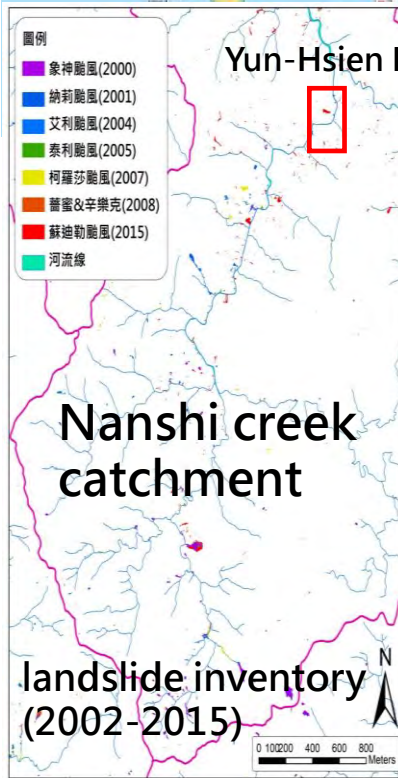 圖例
象神颱風(2000)
納莉颱風(2001)
艾利颱風(2004)
泰利颱風(2005)
柯羅莎颱風(2007)
薔蜜&辛樂克(2008)
蘇迪勒颱風(2015)
河流線
Yun-Hsien
Nanshi creek
catchment
landslide inventory
(2002-2015)
N
0 100200 400 600 800
Meters